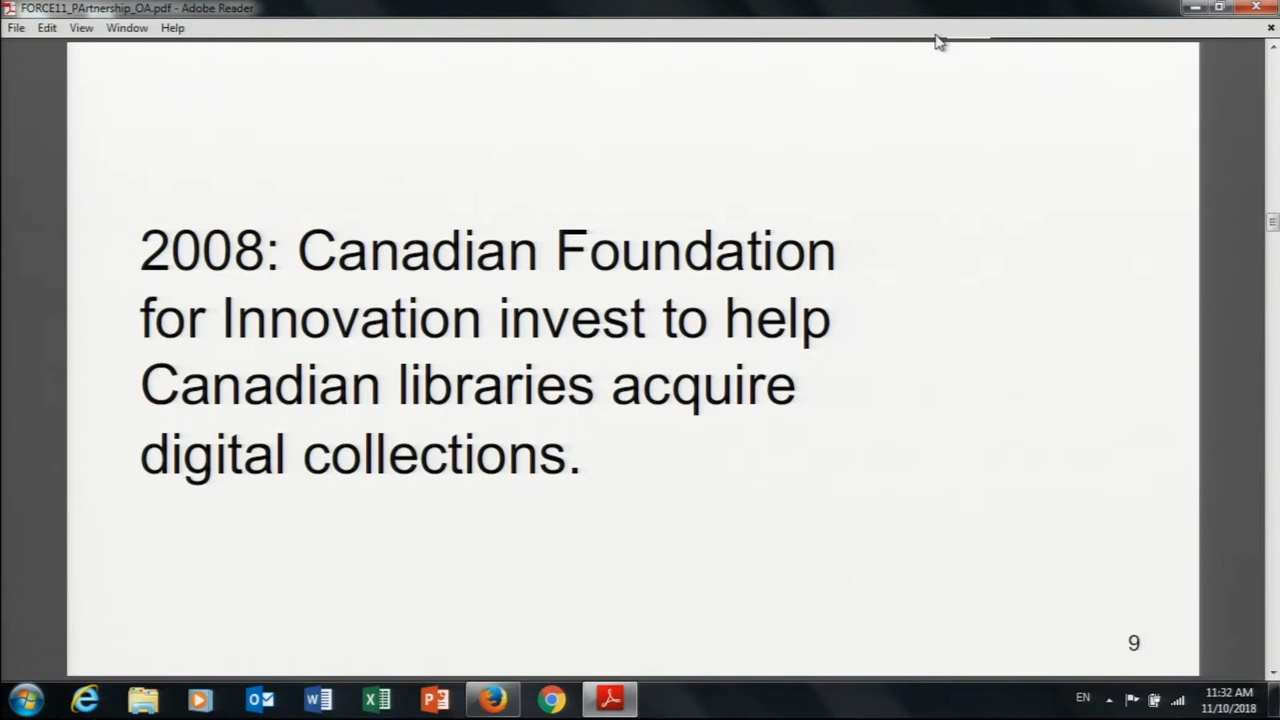 FORCE11_PArtnership_OA.pdf - Adobe Reader
File Edit View Window Help
2008: Canadian Foundation
for Innovation invest to help
Canadian libraries acquire
digital collections.
9
EN
11:32 AM
11/10/2018